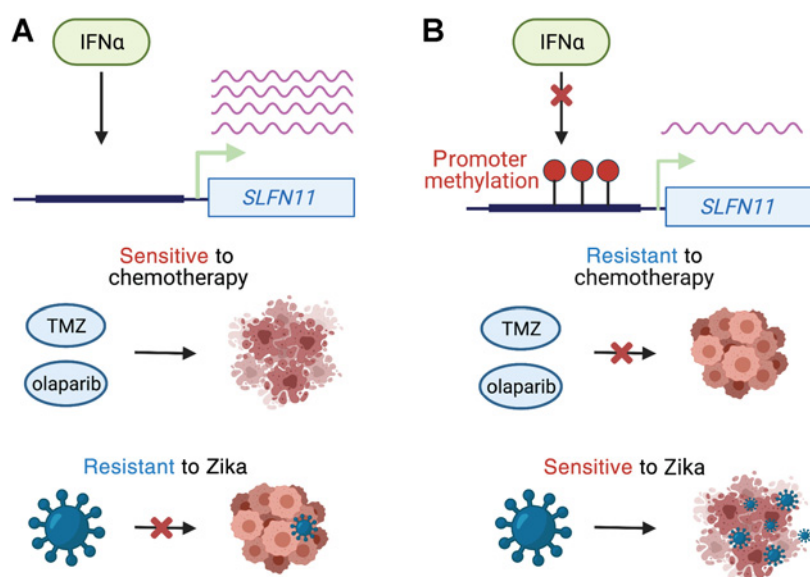 A
IFNα
SLFN11
Sensitive to
chemotherapy
TMZ
olaparib
Resistant to Zika
B
IFNα
Promoter
methylation
SLFN11
Resistant to
chemotherapy
TMZ
olaparib
Sensitive to Zika